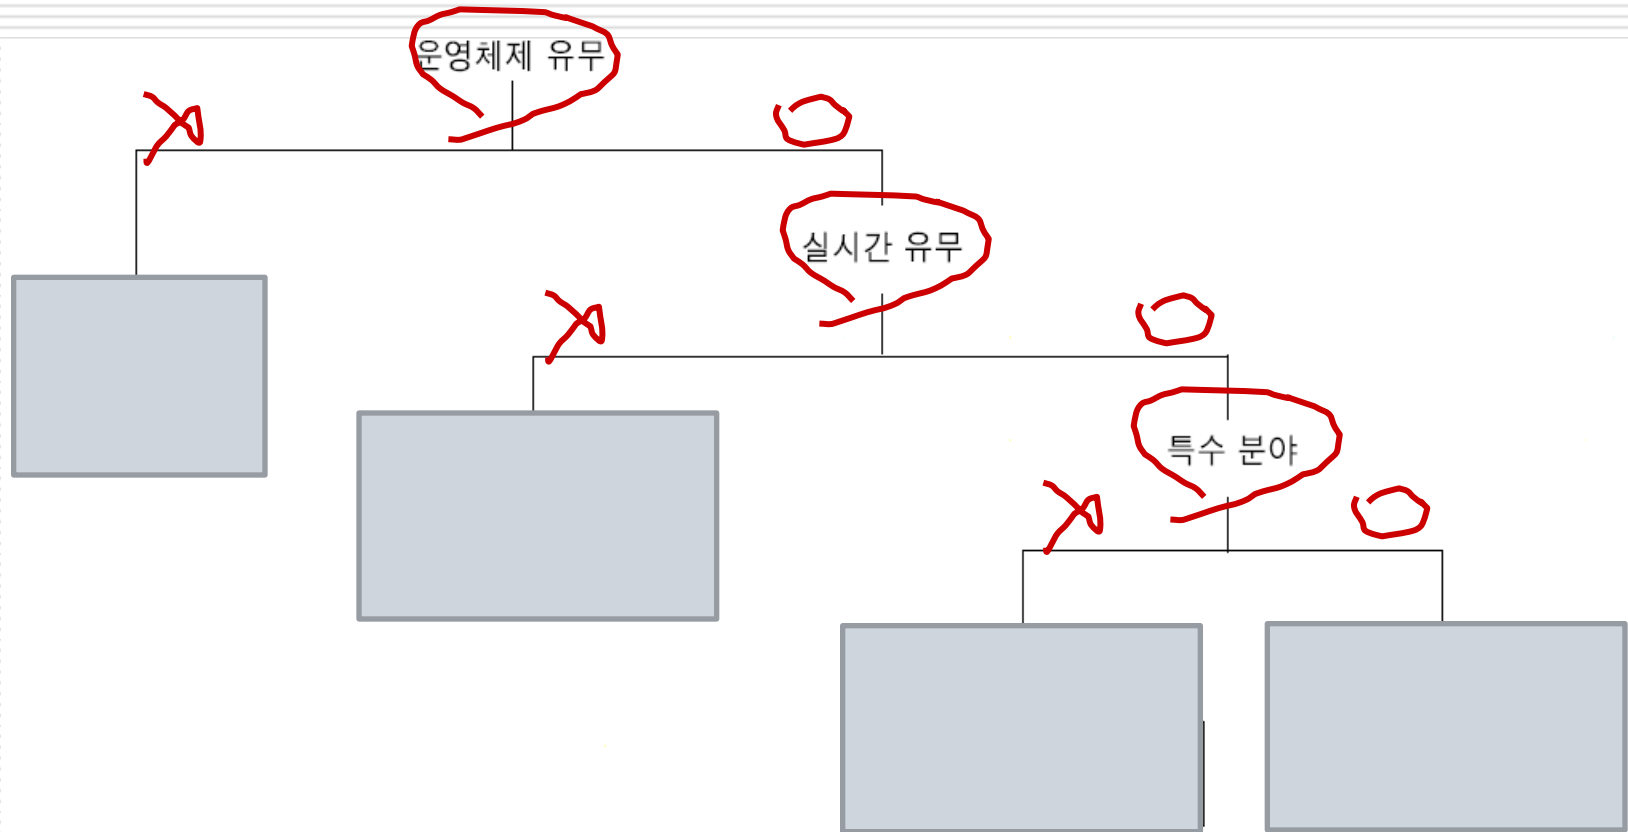 운영체제 유무
실시간 유무
특수 분야